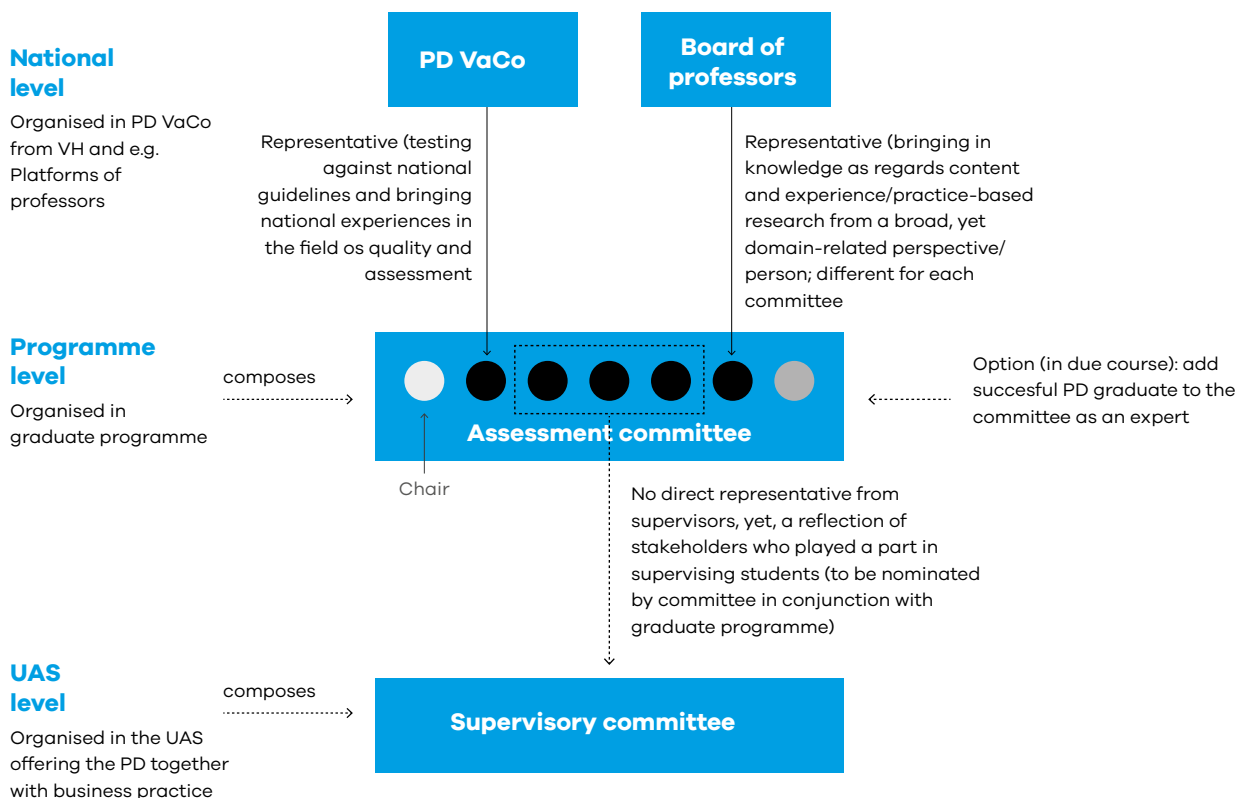 PD VaCo
Board of
professors
National
level
Organised in PD VaCo
from VH and e.g.
Platforms of
professors
Representative (testing
against national
guidelines and bringing
national experiences in
the field os quality and
assessment
Representative (bringing in
knowledge as regards content
and experience/practice-based
research from a broad, yet
domain-related perspective/
person; different for each
committee
Programme
level
Organised in
graduate programme
composes
Assessment committee
Chair
Option (in due course): add
succesful PD graduate to the
committee as an expert
No direct representative from
supervisors, yet, a reflection of
stakeholders who played a part in
supervising students (to be nominated
by committee in conjunction with
graduate programme)
UAS
level
Organised in the UAS
offering the PD together
with business practice
composes
Supervisory committee